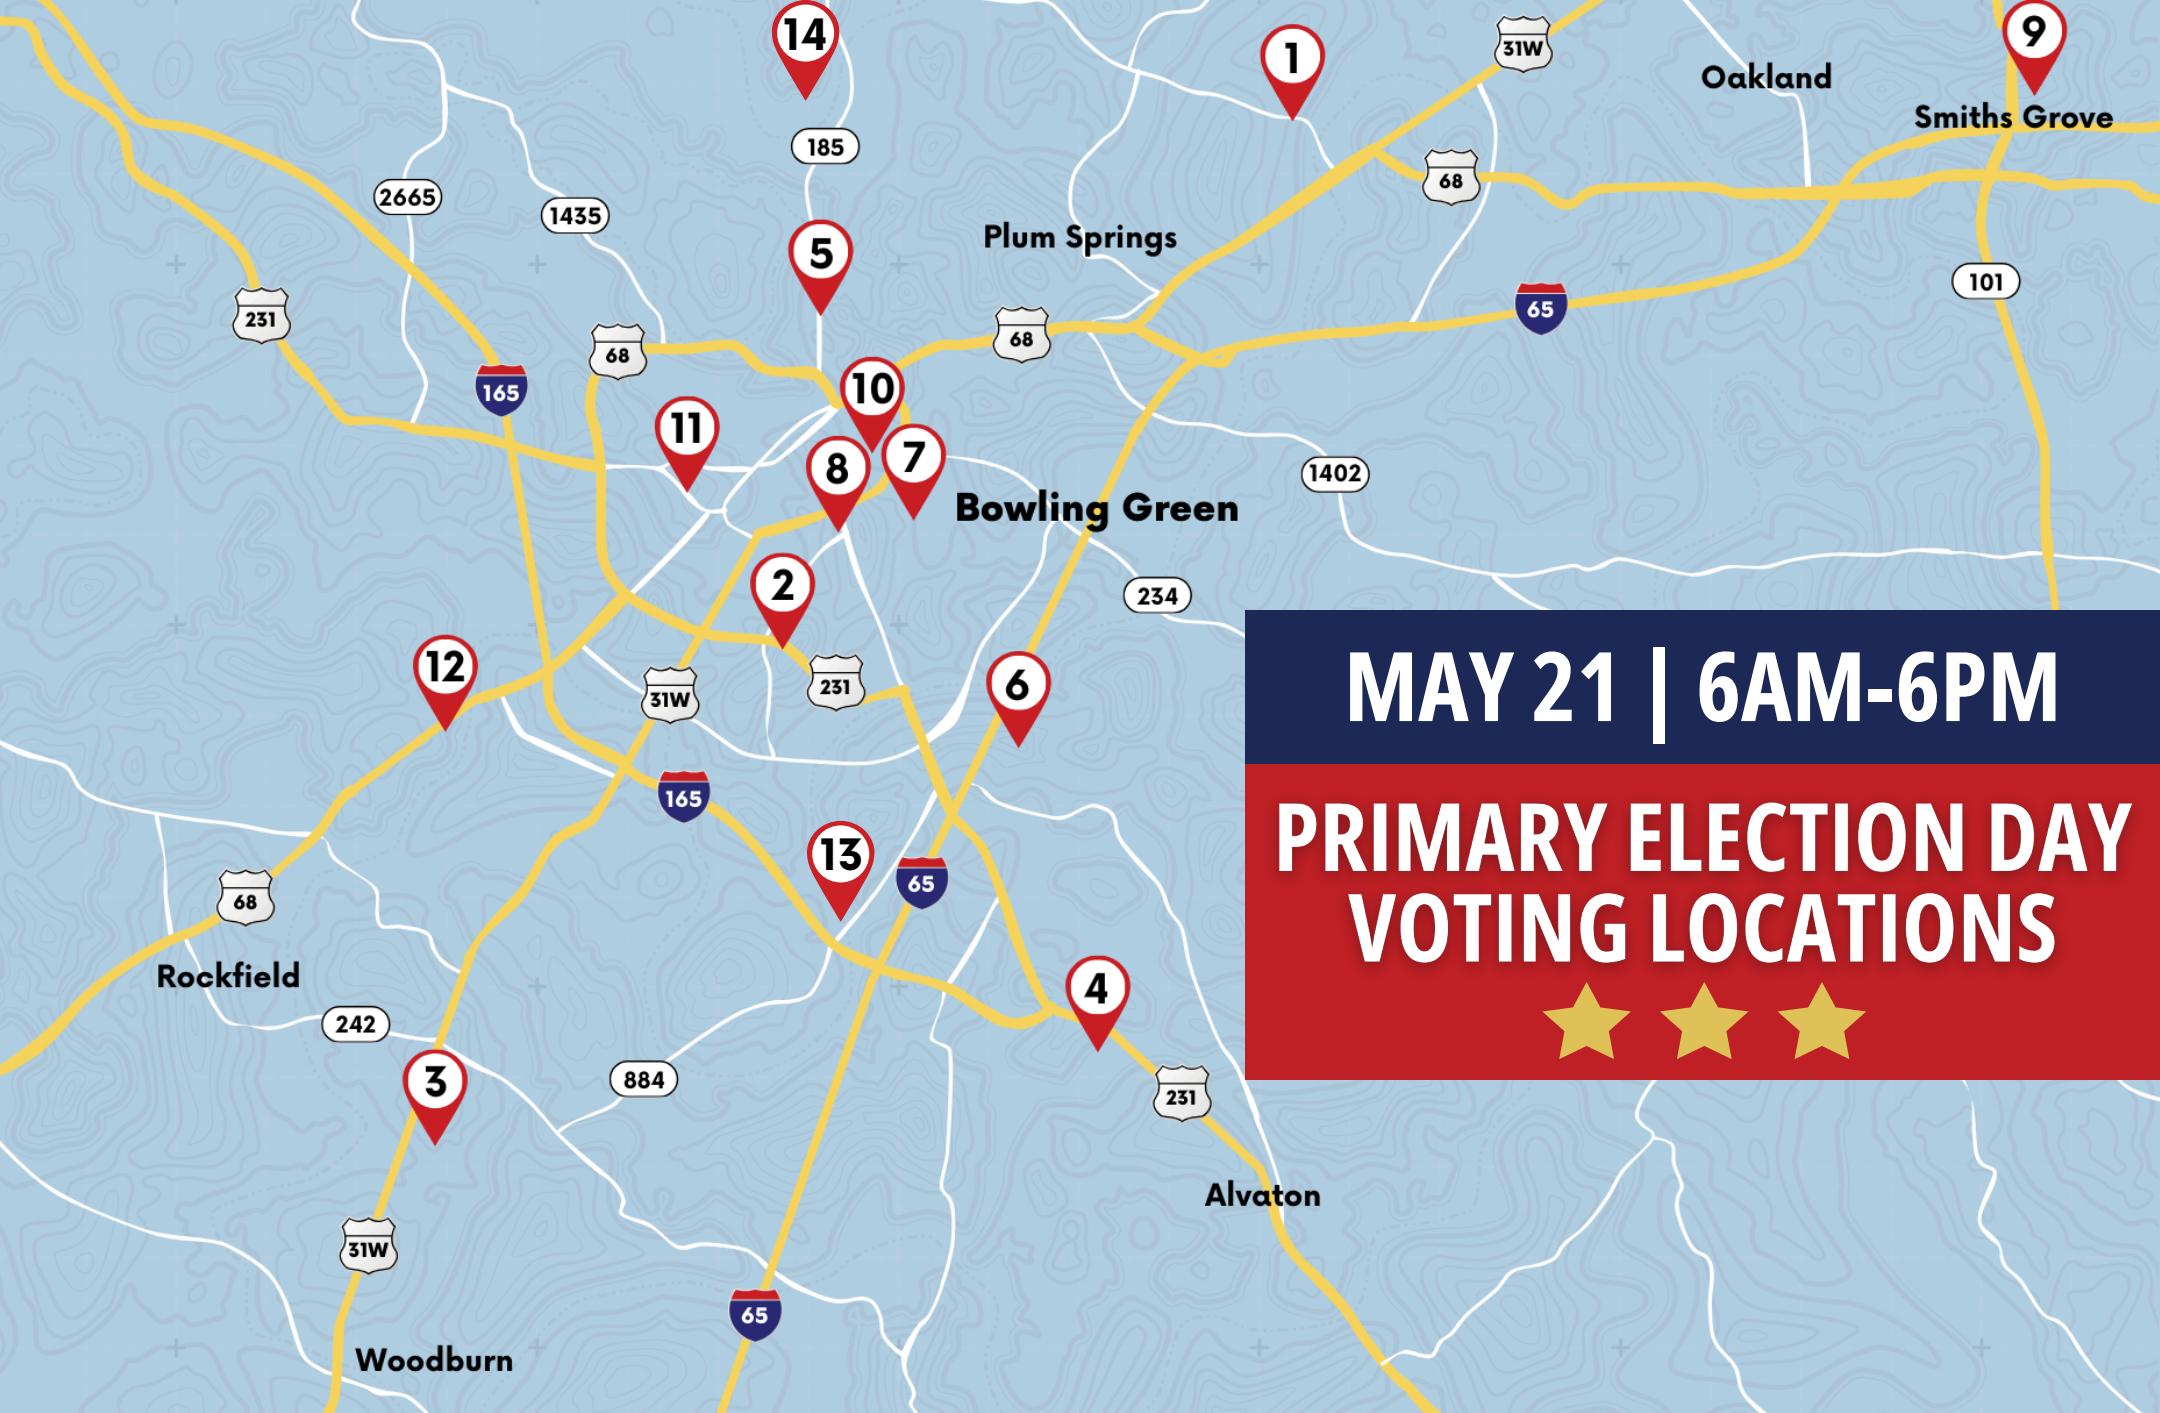 14
1
31W
9
Oakland
Smiths Grove
185
68
2665
1435
Plum Springs
5
101
231
68
68
65
165
10
11
7
8
Bowling Green
1402
2
234
12
231
6
31W
MAY 21 | 6AM-6PM
165
13
65
PRIMARY ELECTION DAY
VOTING LOCATIONS
68
Rockfield
242
4
3
884
231
Alvaton
31W
65
Woodburn